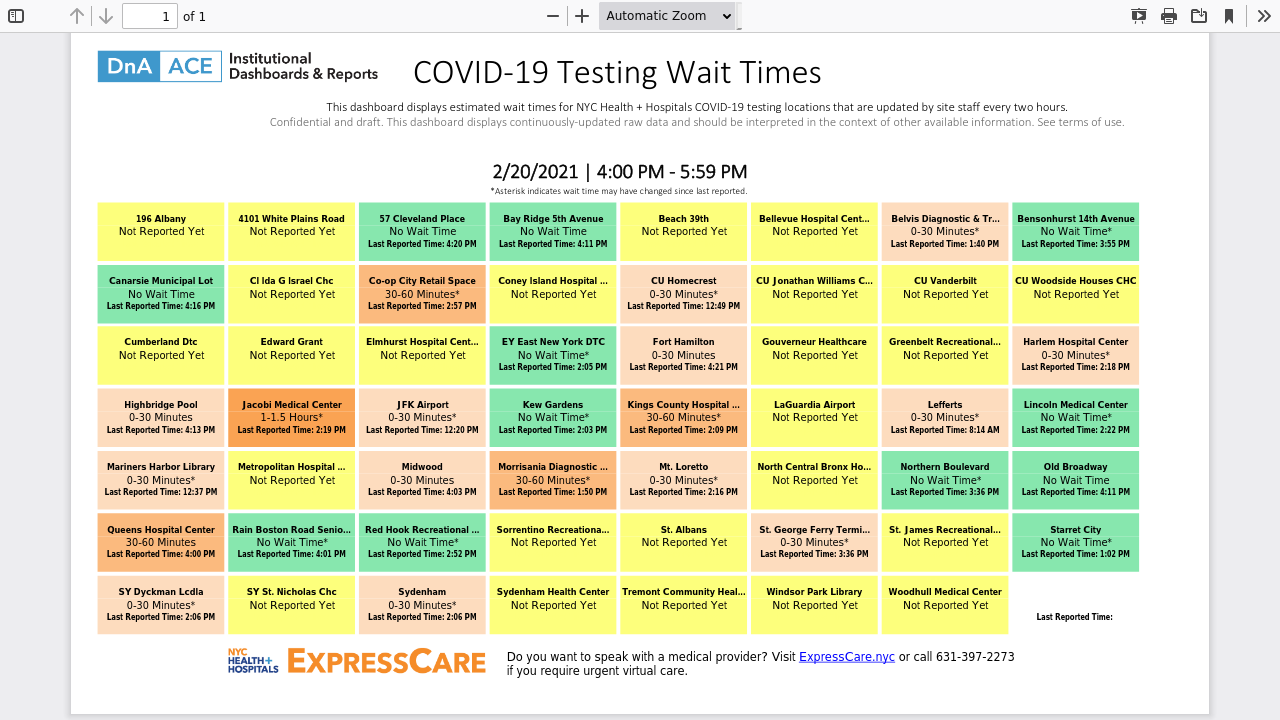 1 of 1 Automatic Zoom
DnA ACE Institutional Dashboards & Reports
COVID-19 Testing Wait Times
This dashboard displays estimated wait times for NYC Health + Hospitals COVID-19 testing locations that are updated by site staff every two hours.
Confidential and draft. This dashboard displays continuously-updated raw data and should be interpreted in the context of other available information. See terms of use.
2/20/2021 | 4:00 PM - 5:59 PM
*Asterisk indicates wait time may have changed since last reported.
196 Albany
Not Reported Yet
4101 White Plains Road
Not Reported Yet
57 Cleveland Place
No Wait Time
Last Reported Time: 4:20 PM
Bay Ridge 5th Avenue
No Wait Time
Last Reported Time: 4:11 PM
Beach 39th
Not Reported Yet
Bellevue Hospital Cent...
Not Reported Yet
Belvis Diagnostic & Tr...
0-30 Minutes*
Last Reported Time: 1:40 PM
Bensonhurst 14th Avenue
No Wait Time*
Last Reported Time: 3:55 PM
Canarsie Municipal Lot
No Wait Time
Last Reported Time: 4:16 PM
Cl Ida G Israel Chc
Not Reported Yet
Co-op City Retail Space
30-60 Minutes*
Last Reported Time: 2:57 PM
Coney Island Hospital ...
Not Reported Yet
CU Homecrest
0-30 Minutes*
Last Reported Time: 12:49 PM
CU Jonathan Williams C...
Not Reported Yet
CU Vanderbilt
Not Reported Yet
CU Woodside Houses CHC
Not Reported Yet
Cumberland Dtc
Not Reported Yet
Edward Grant
Not Reported Yet
Elmhurst Hospital Cent...
Not Reported Yet
EY East New York DTC
No Wait Time*
Last Reported Time: 2:05 PM
Fort Hamilton
0-30 Minutes
Last Reported Time: 4:21 PM
Gouverneur Healthcare
Not Reported Yet
Greenbelt Recreational...
Not Reported Yet
Harlem Hospital Center
0-30 Minutes*
Last Reported Time: 2:18 PM
Highbridge Pool
0-30 Minutes
Last Reported Time: 4:13 PM
Jacobi Medical Center
1-1.5 Hours*
Last Reported Time: 2:19 PM
JFK Airport
0-30 Minutes*
Last Reported Time: 12:20 PM
Kew Gardens
No Wait Time*
Last Reported Time: 2:03 PM
Kings County Hospital ...
30-60 Minutes*
Last Reported Time: 2:09 PM
LaGuardia Airport
Not Reported Yet
Lefferts
0-30 Minutes*
Last Reported Time: 8:14 AM
Lincoln Medical Center
No Wait Time*
Last Reported Time: 2:22 PM
Mariners Harbor Library
0-30 Minutes*
Last Reported Time: 12:37 PM
Metropolitan Hospital ...
Not Reported Yet
Midwood
0-30 Minutes
Last Reported Time: 4:03 PM
Morrisania Diagnostic ...
30-60 Minutes*
Last Reported Time: 1:50 PM
Mt. Loretto
0-30 Minutes*
Last Reported Time: 2:16 PM
North Central Bronx Ho...
Not Reported Yet
Northern Boulevard
No Wait Time*
Last Reported Time: 3:36 PM
Old Broadway
No Wait Time
Last Reported Time: 4:11 PM
Queens Hospital Center
30-60 Minutes
Last Reported Time: 4:00 PM
Rain Boston Road Senio...
No Wait Time*
Last Reported Time: 4:01 PM
Red Hook Recreational ...
No Wait Time*
Last Reported Time: 2:52 PM
Sorrentino Recreationa...
Not Reported Yet
St. Albans
Not Reported Yet
St. George Ferry Termi...
0-30 Minutes*
Last Reported Time: 3:36 PM
St. James Recreational...
Not Reported Yet
Starret City
No Wait Time*
Last Reported Time: 1:02 PM
SY Dyckman Lcdla
0-30 Minutes*
Last Reported Time: 2:06 PM
SY St. Nicholas Chc
Not Reported Yet
Sydenham
0-30 Minutes*
Last Reported Time: 2:06 PM
Sydenham Health Center
Not Reported Yet
Tremont Community Heal...
Not Reported Yet
Windsor Park Library
Not Reported Yet
Woodhull Medical Center
Not Reported Yet
Last Reported Time:
NYC HEALTH+ HOSPITALS EXPRESSCARE
Do you want to speak with a medical provider? Visit ExpressCare.nyc or call 631-397-2273
if you require urgent virtual care.